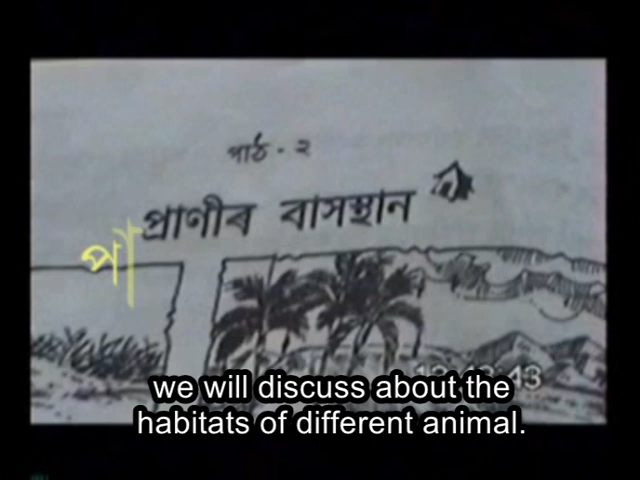 পাঠ - ২
প্ৰাণীৰ বাসস্থান
পা
we will discuss about the
habitats of different animal.